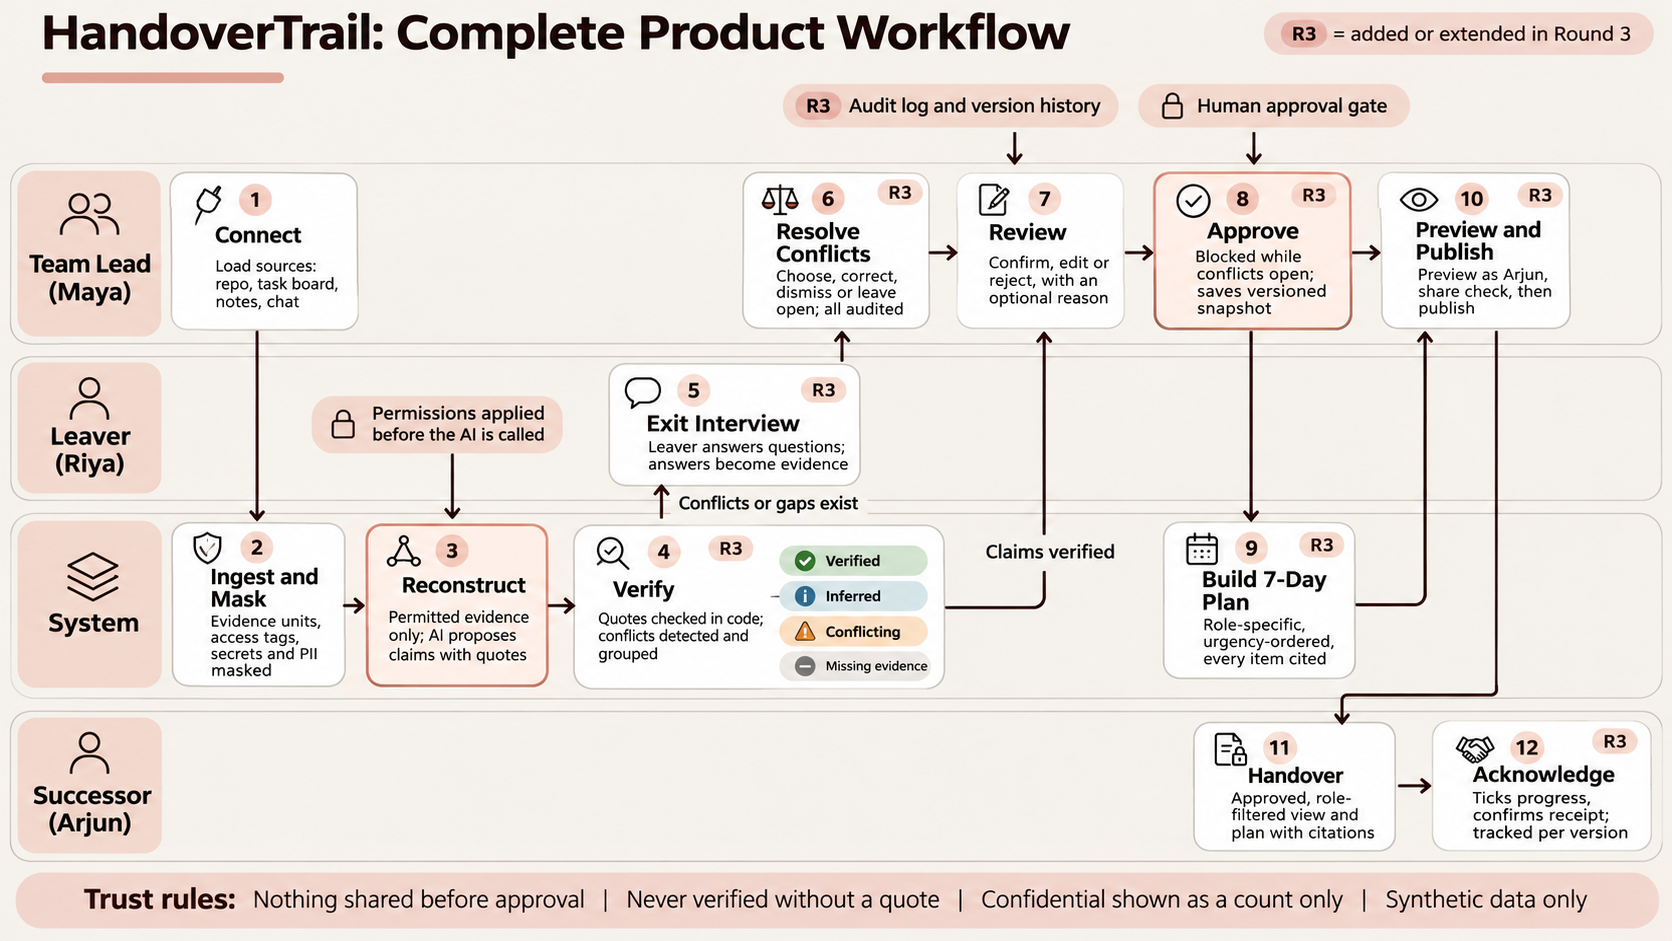 HandoverTrail: Complete Product Workflow
R3 = added or extended in Round 3
R3 Audit log and version history
Human approval gate
Team Lead
(Maya)
1
Connect
Load sources:
repo, task board,
notes, chat
6
R3
Resolve
Conflicts
Choose, correct,
dismiss or leave
open; all audited
7
Review
Confirm, edit or
reject, with an
optional reason
8
R3
Approve
Blocked while
conflicts open;
saves versioned
snapshot
10
R3
Preview and
Publish
Preview as Arjun,
share check, then
publish
Leaver
(Riya)
Permissions applied
before the AI is called
5
R3
Exit Interview
Leaver answers questions;
answers become evidence
Conflicts or gaps exist
System
2
Ingest and
Mask
Evidence units,
access tags,
secrets and PII
masked
3
Reconstruct
Permitted evidence
only; AI proposes
claims with quotes
4
R3
Verify
Quotes checked in code;
conflicts detected and
grouped
Verified
Inferred
Conflicting
Missing evidence
Claims verified
9
R3
Build 7-Day
Plan
Role-specific,
urgency-ordered,
every item cited
Successor
(Arjun)
11
Handover
Approved, role-
filtered view and
plan with citations
12
R3
Acknowledge
Ticks progress,
confirms receipt;
tracked per version
Trust rules: Nothing shared before approval | Never verified without a quote | Confidential shown as a count only | Synthetic data only